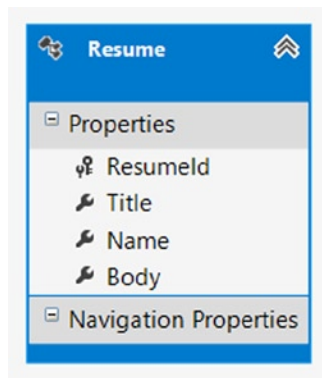 Resume
Properties
ResumeId
Title
Name
Body
Navigation Properties